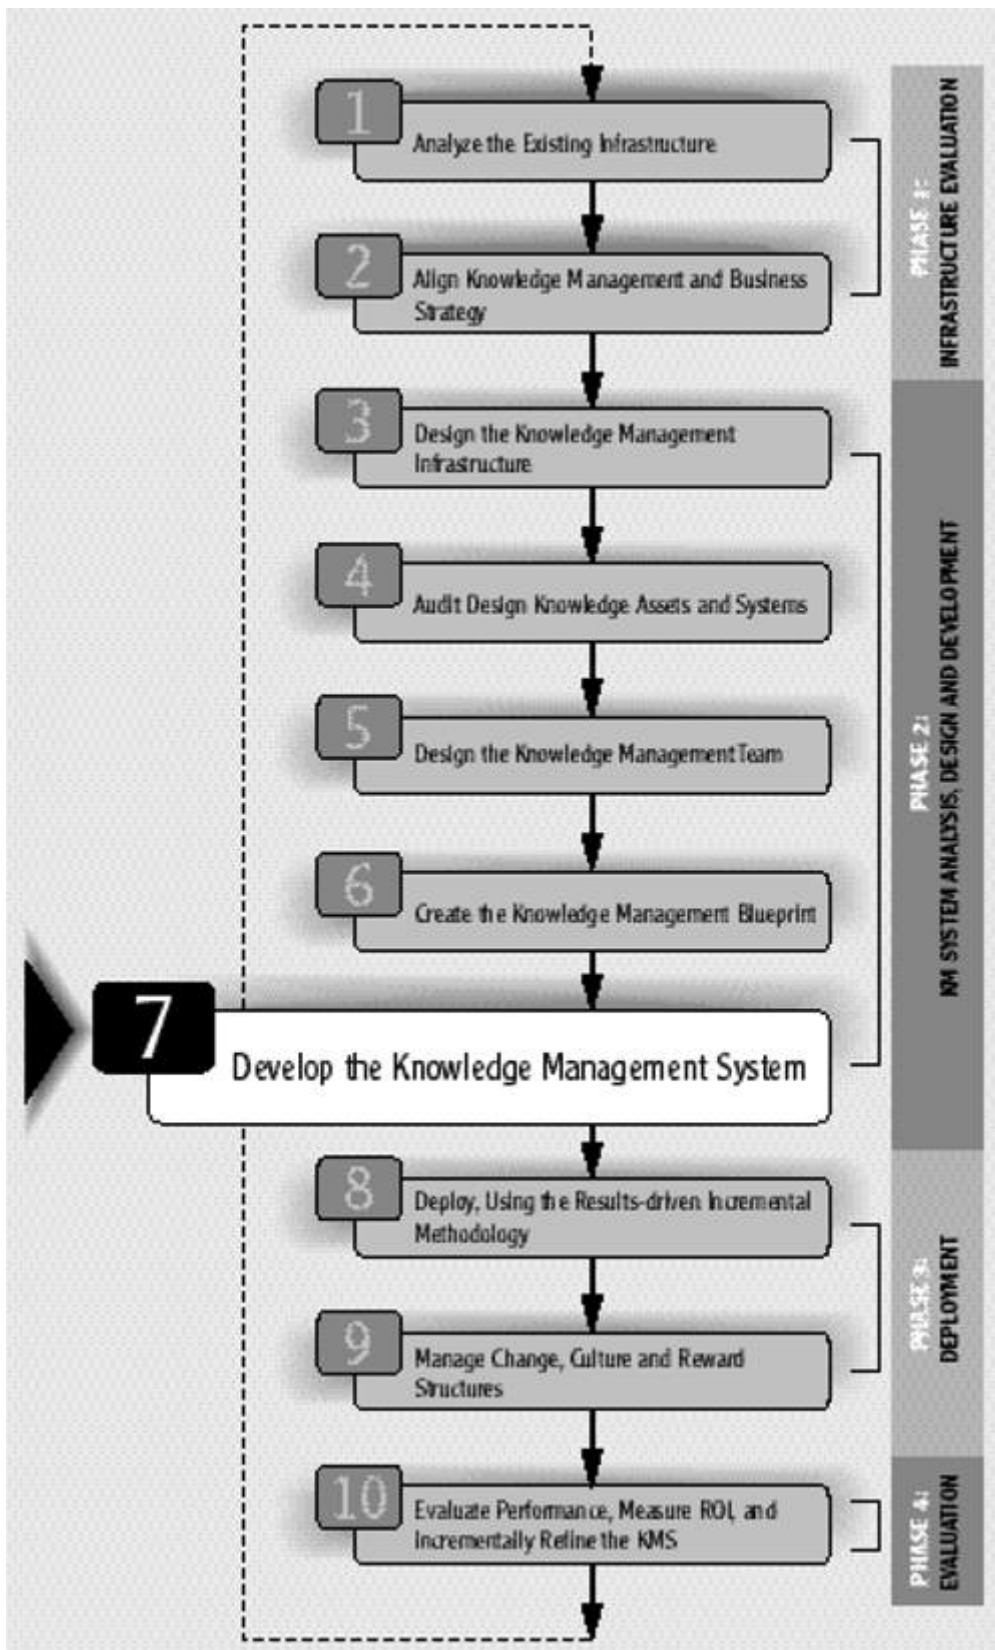 1
Analyze the Existing Infrastructure
2
Align Knowledge Management and Business
Strategy
3
Design the Knowledge Management
Infrastructure
4
Audit Design Knowledge Assets and Systems
5
Design the Knowledge Management Team
6
Create the Knowledge Management Blueprint
7
Develop the Knowledge Management System
8
Deploy, Using the Results-driven Incremental
Methodology
9
Manage Change, Culture and Reward
Structures
10
Evaluate Performance, Measure ROI, and
Incrementally Refine the KMS
PHASE 1:
INFRASTRUCTURE EVALUATION
PHASE 2:
KM SYSTEM ANALYSIS, DESIGN AND DEVELOPMENT
PHASE 3:
DEPLOYMENT
PHASE 4:
EVALUATION